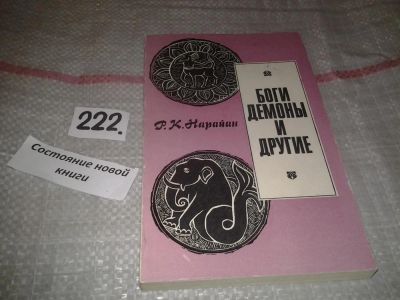 222.
Состояние новой
книги
Р.К.Нарайан
БОГИ
ДЕМОНЫ
И
ДРУГИЕ